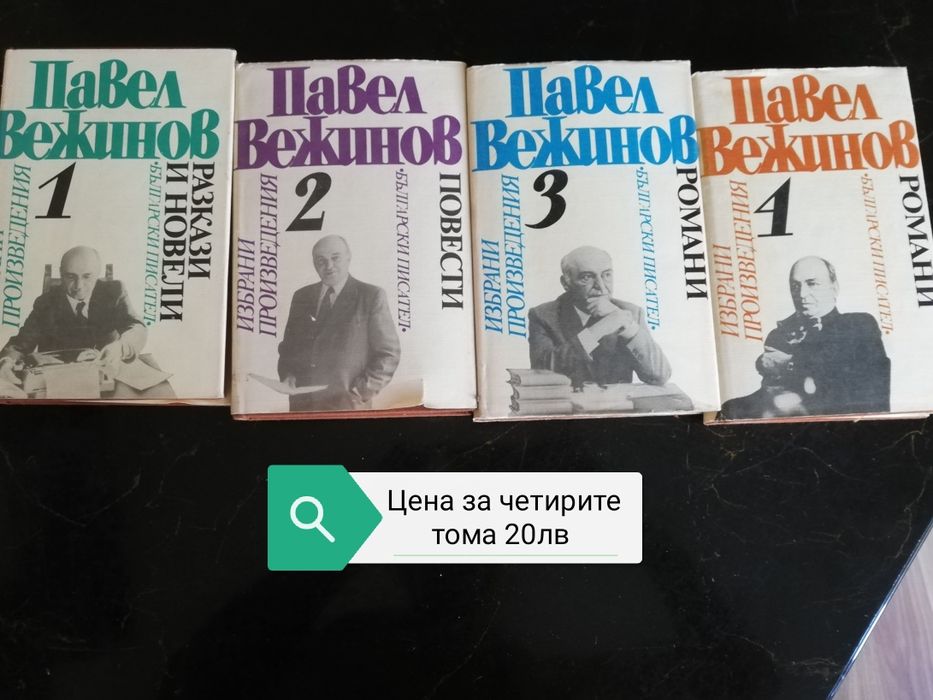 Павел
Вежинов
1
ПРОИЗВЕДЕНИЯ
•БЪЛГАРСКИ ПИСАТЕЛ•
РАЗКАЗИ
И НОВЕЛИ
Павел
Вежинов
2
ИЗБРАНИ
ПРОИЗВЕДЕНИЯ
•БЪЛГАРСКИ ПИСАТЕЛ•
ПОВЕСТИ
Павел
Вежинов
3
ИЗБРАНИ
ПРОИЗВЕДЕНИЯ
•БЪЛГАРСКИ ПИСАТЕЛ•
РОМАНИ
Павел
Вежинов
4
ИЗБРАНИ
ПРОИЗВЕДЕНИЯ
•БЪЛГАРСКИ ПИСАТЕЛ•
РОМАНИ
Цена за четирите
тома 20лв